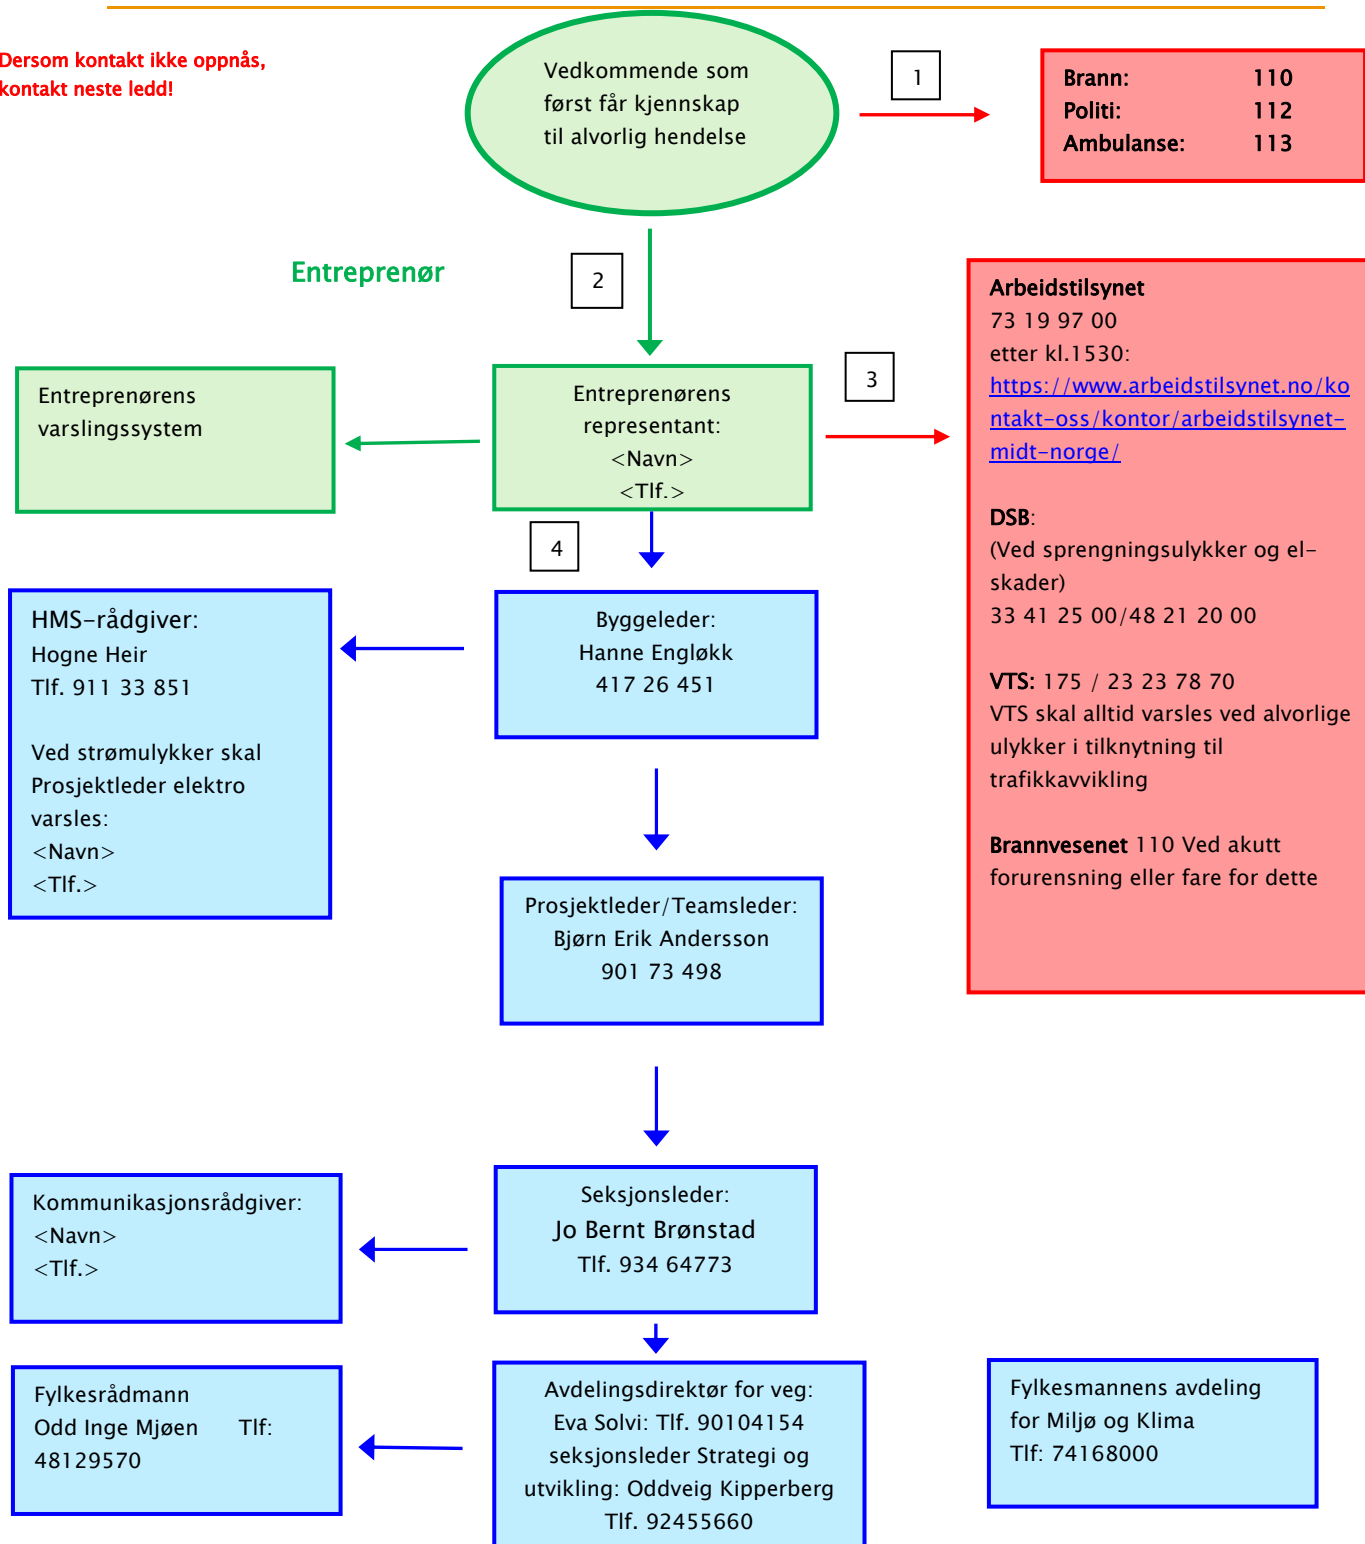 Dersom kontakt ikke oppnås,
kontakt neste ledd!
Vedkommende som
først får kjennskap
til alvorlig hendelse
1
Brann: 110
Politi: 112
Ambulanse: 113
Entreprenør
2
Entreprenørens
varslingssystem
Entreprenørens
representant:
<Navn>
<Tlf.>
3
Arbeidstilsynet
73 19 97 00
etter kl.1530:
https://www.arbeidstilsynet.no/ko
ntakt-oss/kontor/arbeidstilsynet-
midt-norge/
DSB:
(Ved sprengningsulykker og el-
skader)
33 41 25 00/48 21 20 00
VTS: 175 / 23 23 78 70
VTS skal alltid varsles ved alvorlige
ulykker i tilknytning til
trafikkavvikling
Brannvesenet 110 Ved akutt
forurensning eller fare for dette
4
HMS-rådgiver:
Hogne Heir
Tlf. 911 33 851
Ved strømulykker skal
Prosjektleder elektro
varsles:
<Navn>
<Tlf.>
Byggeleder:
Hanne Engløkk
417 26 451
Prosjektleder/Teamsleder:
Bjørn Erik Andersson
901 73 498
Kommunikasjonsrådgiver:
<Navn>
<Tlf.>
Seksjonsleder:
Jo Bernt Brønstad
Tlf. 934 64773
Fylkesrådmann
Odd Inge Mjøen Tlf:
48129570
Avdelingsdirektør for veg:
Eva Solvi: Tlf. 90104154
seksjonsleder Strategi og
utvikling: Oddveig Kipperberg
Tlf. 92455660
Fylkesmannens avdeling
for Miljø og Klima
Tlf: 74168000